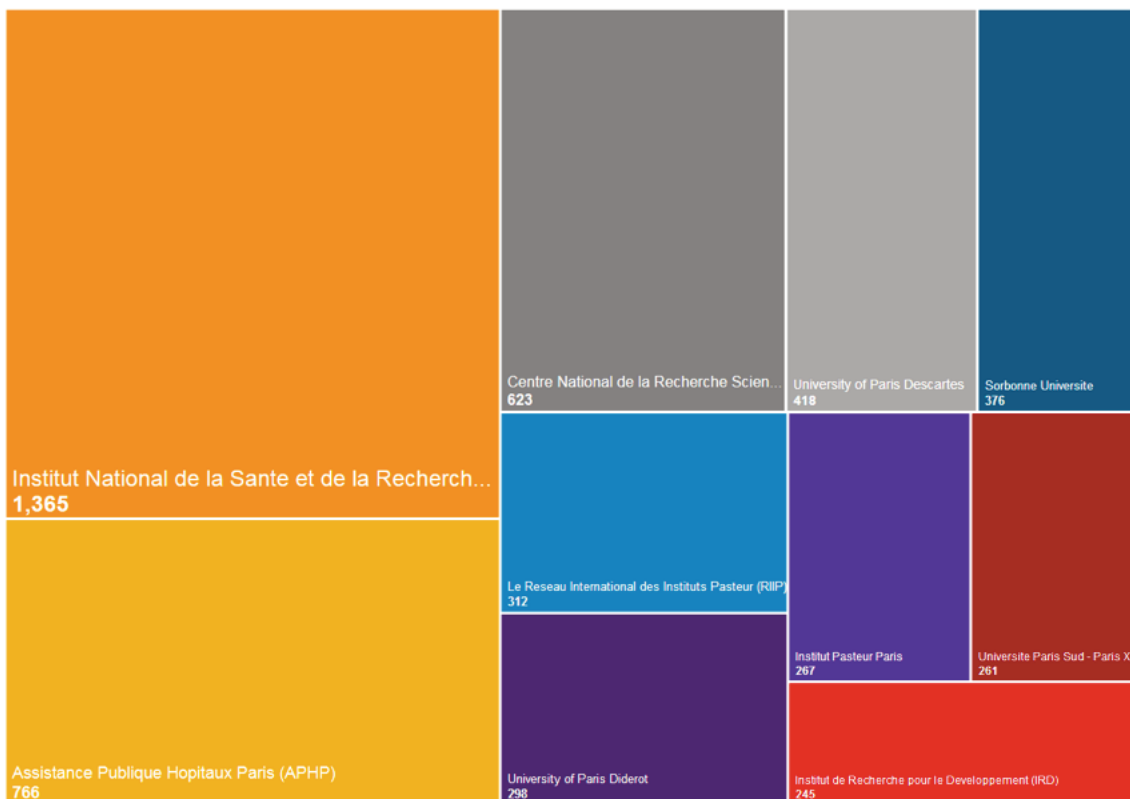 Institut National de la Sante et de la Recherch...
1,365
Assistance Publique Hopitaux Paris (APHP)
766
Centre National de la Recherche Scien...
623
University of Paris Descartes
418
Sorbonne Universite
376
Le Reseau International des Instituts Pasteur (RIIP)
312
University of Paris Diderot
298
Institut Pasteur Paris
267
Universite Paris Sud - Paris X
261
Institut de Recherche pour le Developpement (IRD)
245